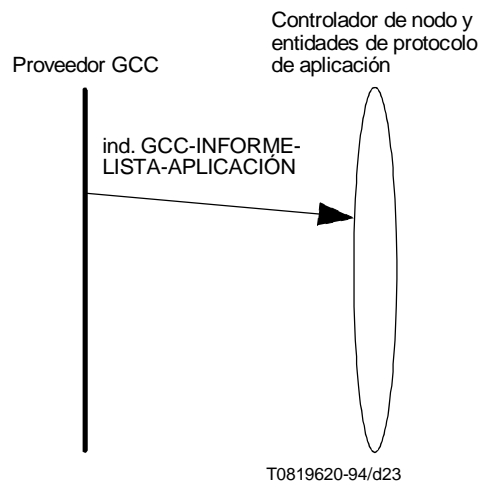 Proveedor GCC
Controlador de nodo y
entidades de protocolo
de aplicación
ind. GCC-INFORME-
LISTA-APLICACIÓN
T0819620-94/d23